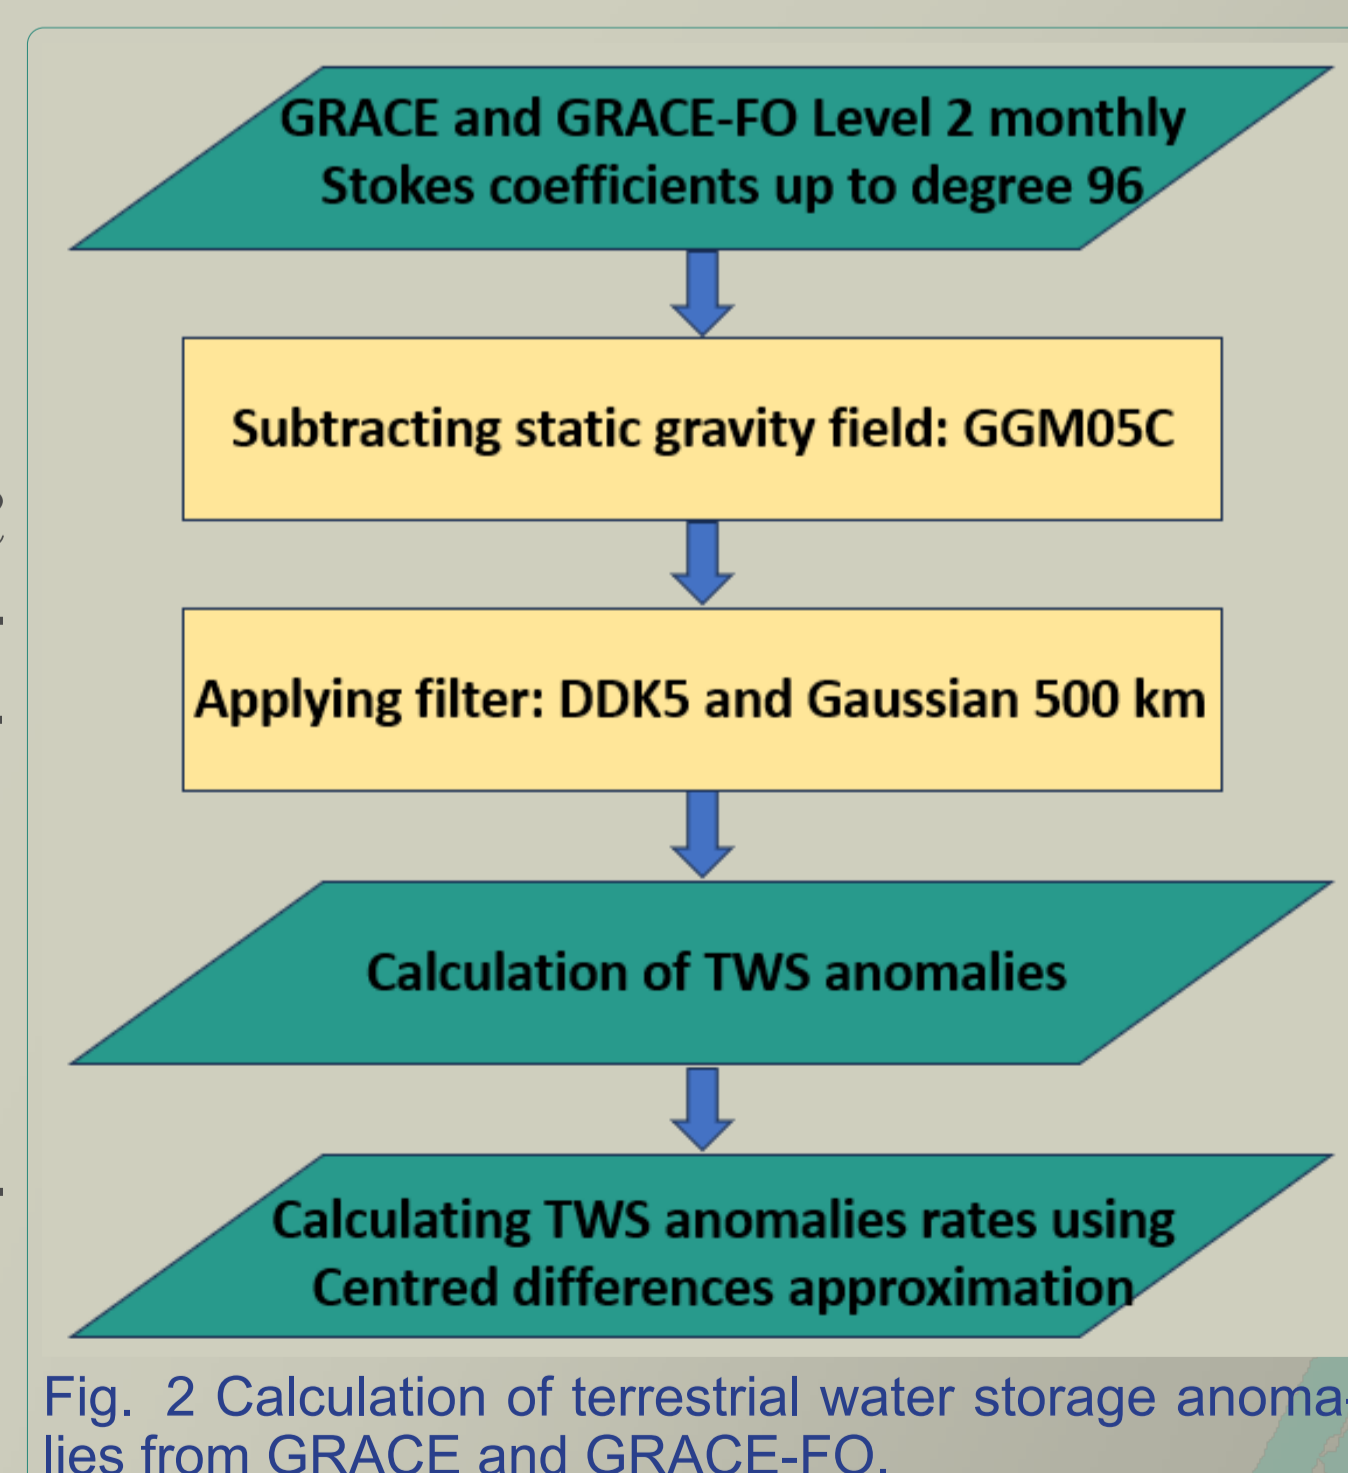 GRACE and GRACE-FO Level 2 monthly
Stokes coefficients up to degree 96
Subtracting static gravity field: GGM05C
Applying filter: DDK5 and Gaussian 500 km
Calculation of TWS anomalies
Calculating TWS anomalies rates using
Centred differences approximation
Fig. 2 Calculation of terrestrial water storage anoma-
lies from GRACE and GRACE-FO.